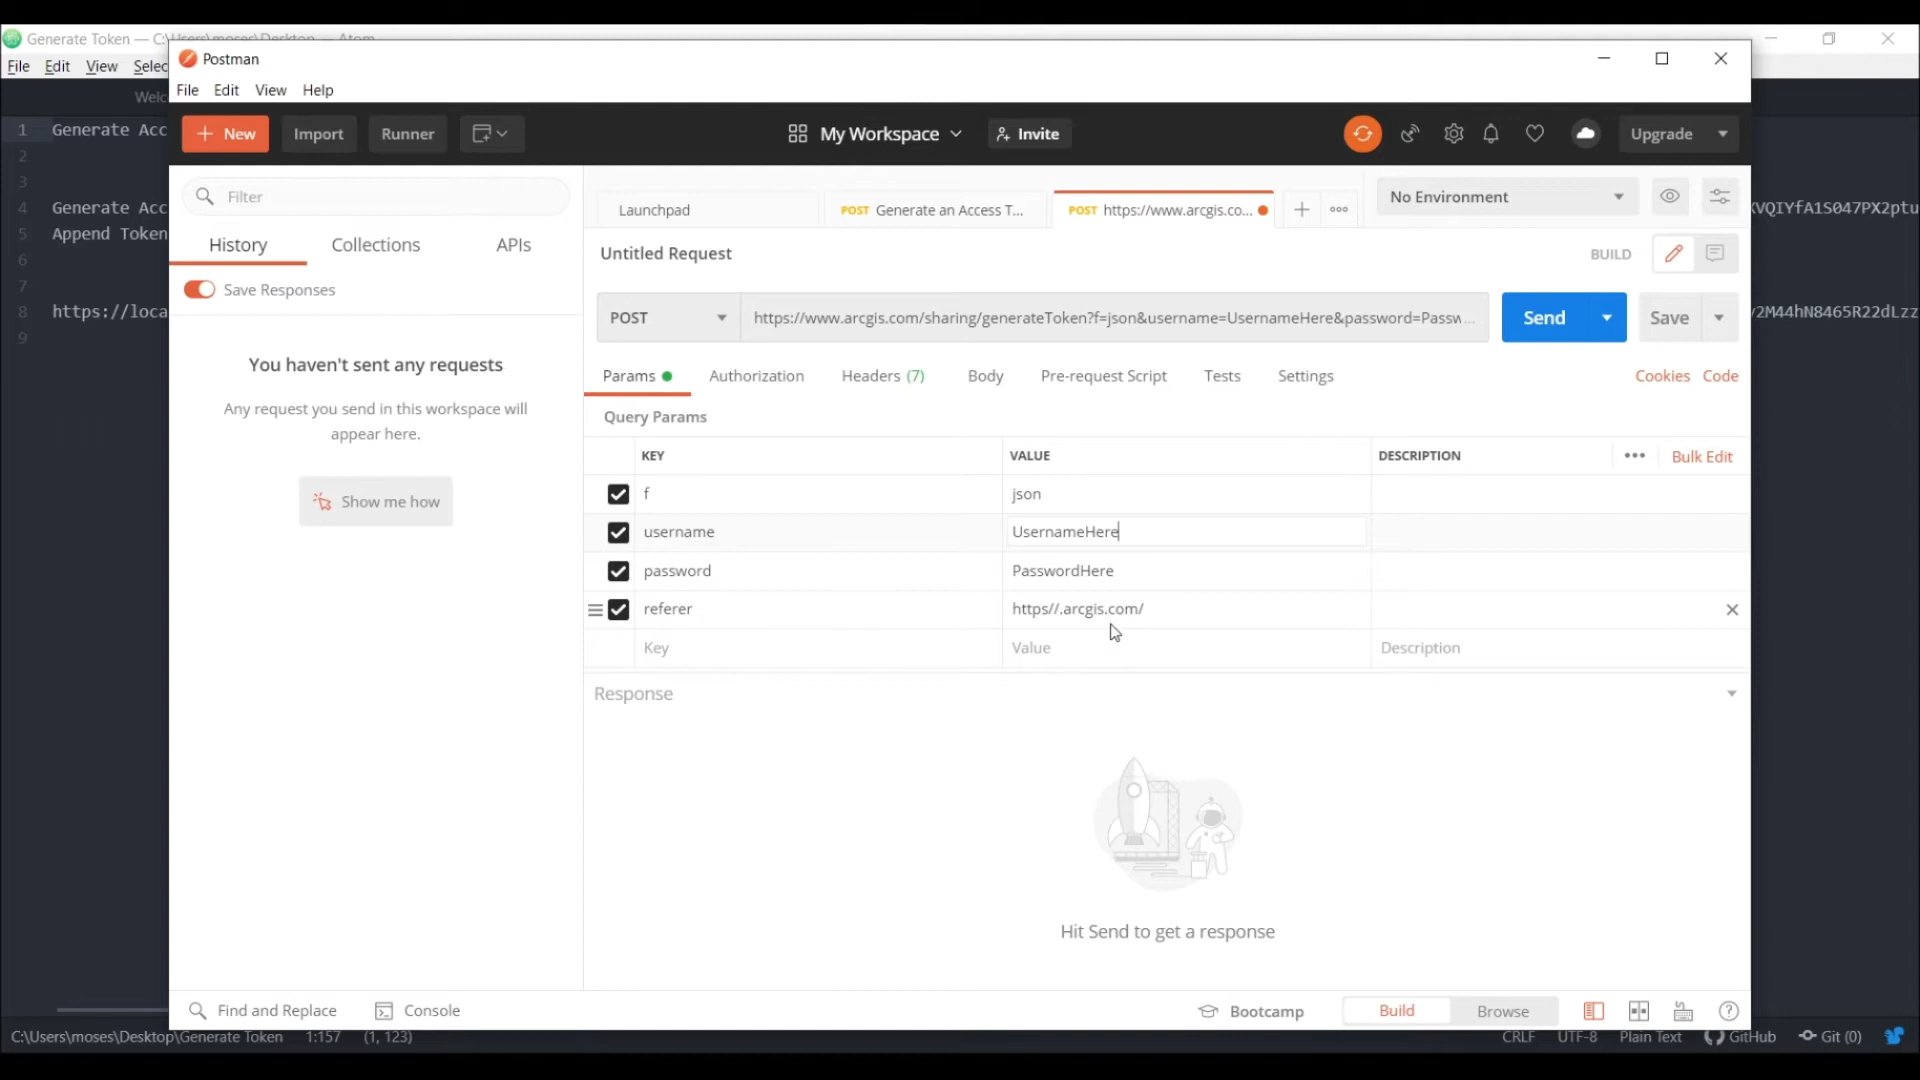 Generate Token — C:\Users\moses\Desktop — Atom
File Edit View Selec
Welc
1 Generate Acc
2
3
4 Generate Acc
5 Append Token
6
7
8 https://loca
9
XVQIYfA1S047PX2ptu
/2M44hN8465R22dLzz
Postman
File Edit View Help
+ New
Import
Runner
My Workspace
Invite
Upgrade
Filter
History
Collections
APIs
Save Responses
You haven't sent any requests
Any request you send in this workspace will
appear here.
Show me how
Launchpad
POST Generate an Access T...
POST https://www.arcgis.co...
No Environment
Untitled Request
BUILD
POST
https://www.arcgis.com/sharing/generateToken?f=json&username=UsernameHere&password=Passw...
Send
Save
Params
Authorization
Headers (7)
Body
Pre-request Script
Tests
Settings
Cookies
Code
Query Params
KEY VALUE DESCRIPTION
Bulk Edit
f json
username UsernameHere
password PasswordHere
referer https//.arcgis.com/
Key Value Description
Response
Hit Send to get a response
Find and Replace
Console
Bootcamp
Build
Browse
C:\Users\moses\Desktop\Generate Token 1:157 (1, 123)
CRLF UTF-8 Plain Text GitHub Git (0)